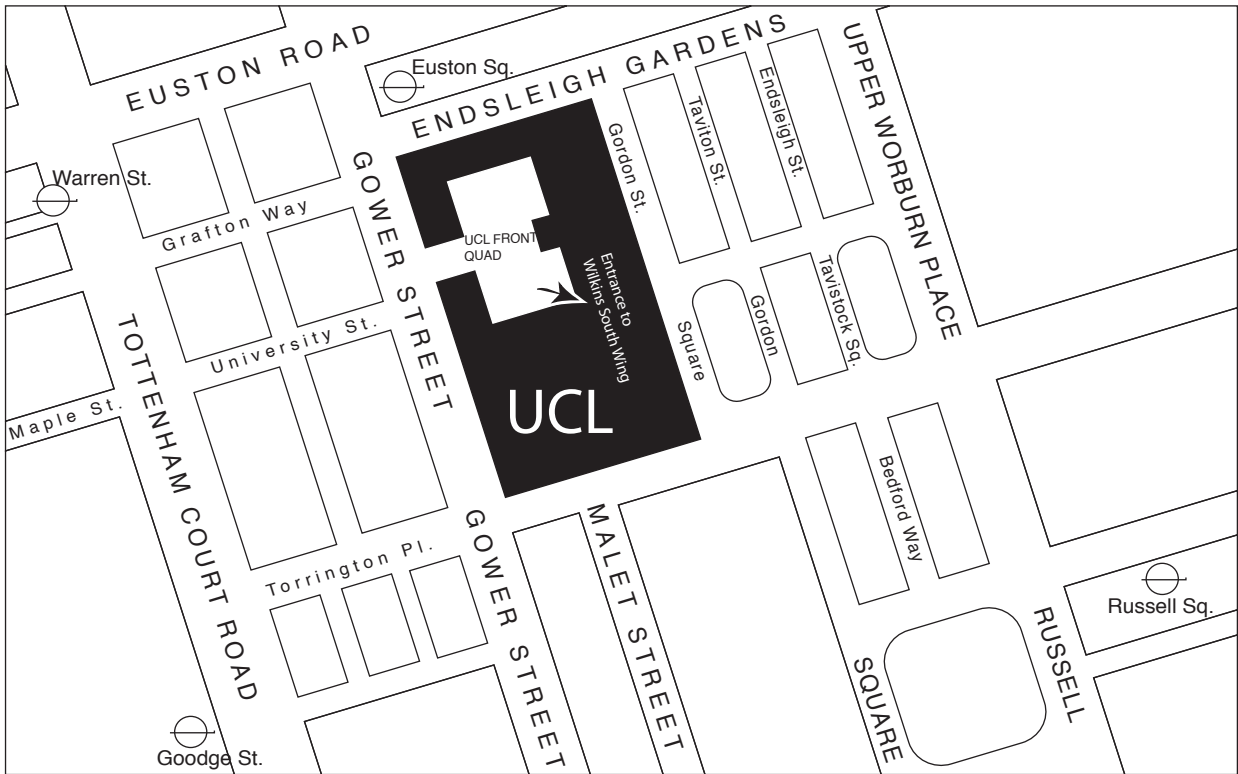 EUSTON ROAD
Euston Sq.
ENDSLEIGH GARDENS
UPPER WORBURN PLACE
Warren St.
Grafton Way
GOWER STREET
UCL FRONT
QUAD
Entrance to
Wilkins South Wing
Gordon St.
Taviton St.
Endsleigh St.
TOTTENHAM COURT ROAD
University St.
Maple St.
UCL
Square
Gordon
Tavistock Sq.
Bedford Way
Torrington Pl.
GOWER STREET
MALET STREET
Russell Sq.
SQUARE
RUSSELL
Goodge St.